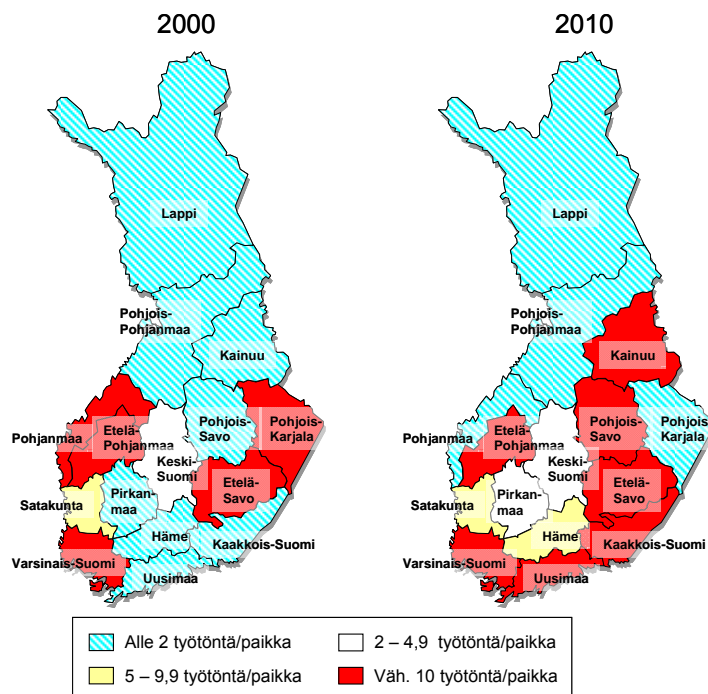 2000
Lappi
Pohjois-
Pohjanmaa
Kainuu
Pohjanmaa
Etelä-
Pohjanmaa
Pohjois-
Savo
Pohjois-
Karjala
Keski-
Suomi
Etelä-
Savo
Satakunta
Pirkan-
maa
Häme
Kaakkois-Suomi
Varsinais-Suomi
Uusimaa
2010
Lappi
Pohjois-
Pohjanmaa
Kainuu
Pohjanmaa
Etelä-
Pohjanmaa
Pohjois-
Savo
Pohjois-
Karjala
Keski-
Suomi
Etelä-
Savo
Satakunta
Pirkan-
maa
Häme
Kaakkois-Suomi
Varsinais-Suomi
Uusimaa
Alle 2 työtöntä/paikka
2 – 4,9 työtöntä/paikka
5 – 9,9 työtöntä/paikka
Väh. 10 työtöntä/paikka